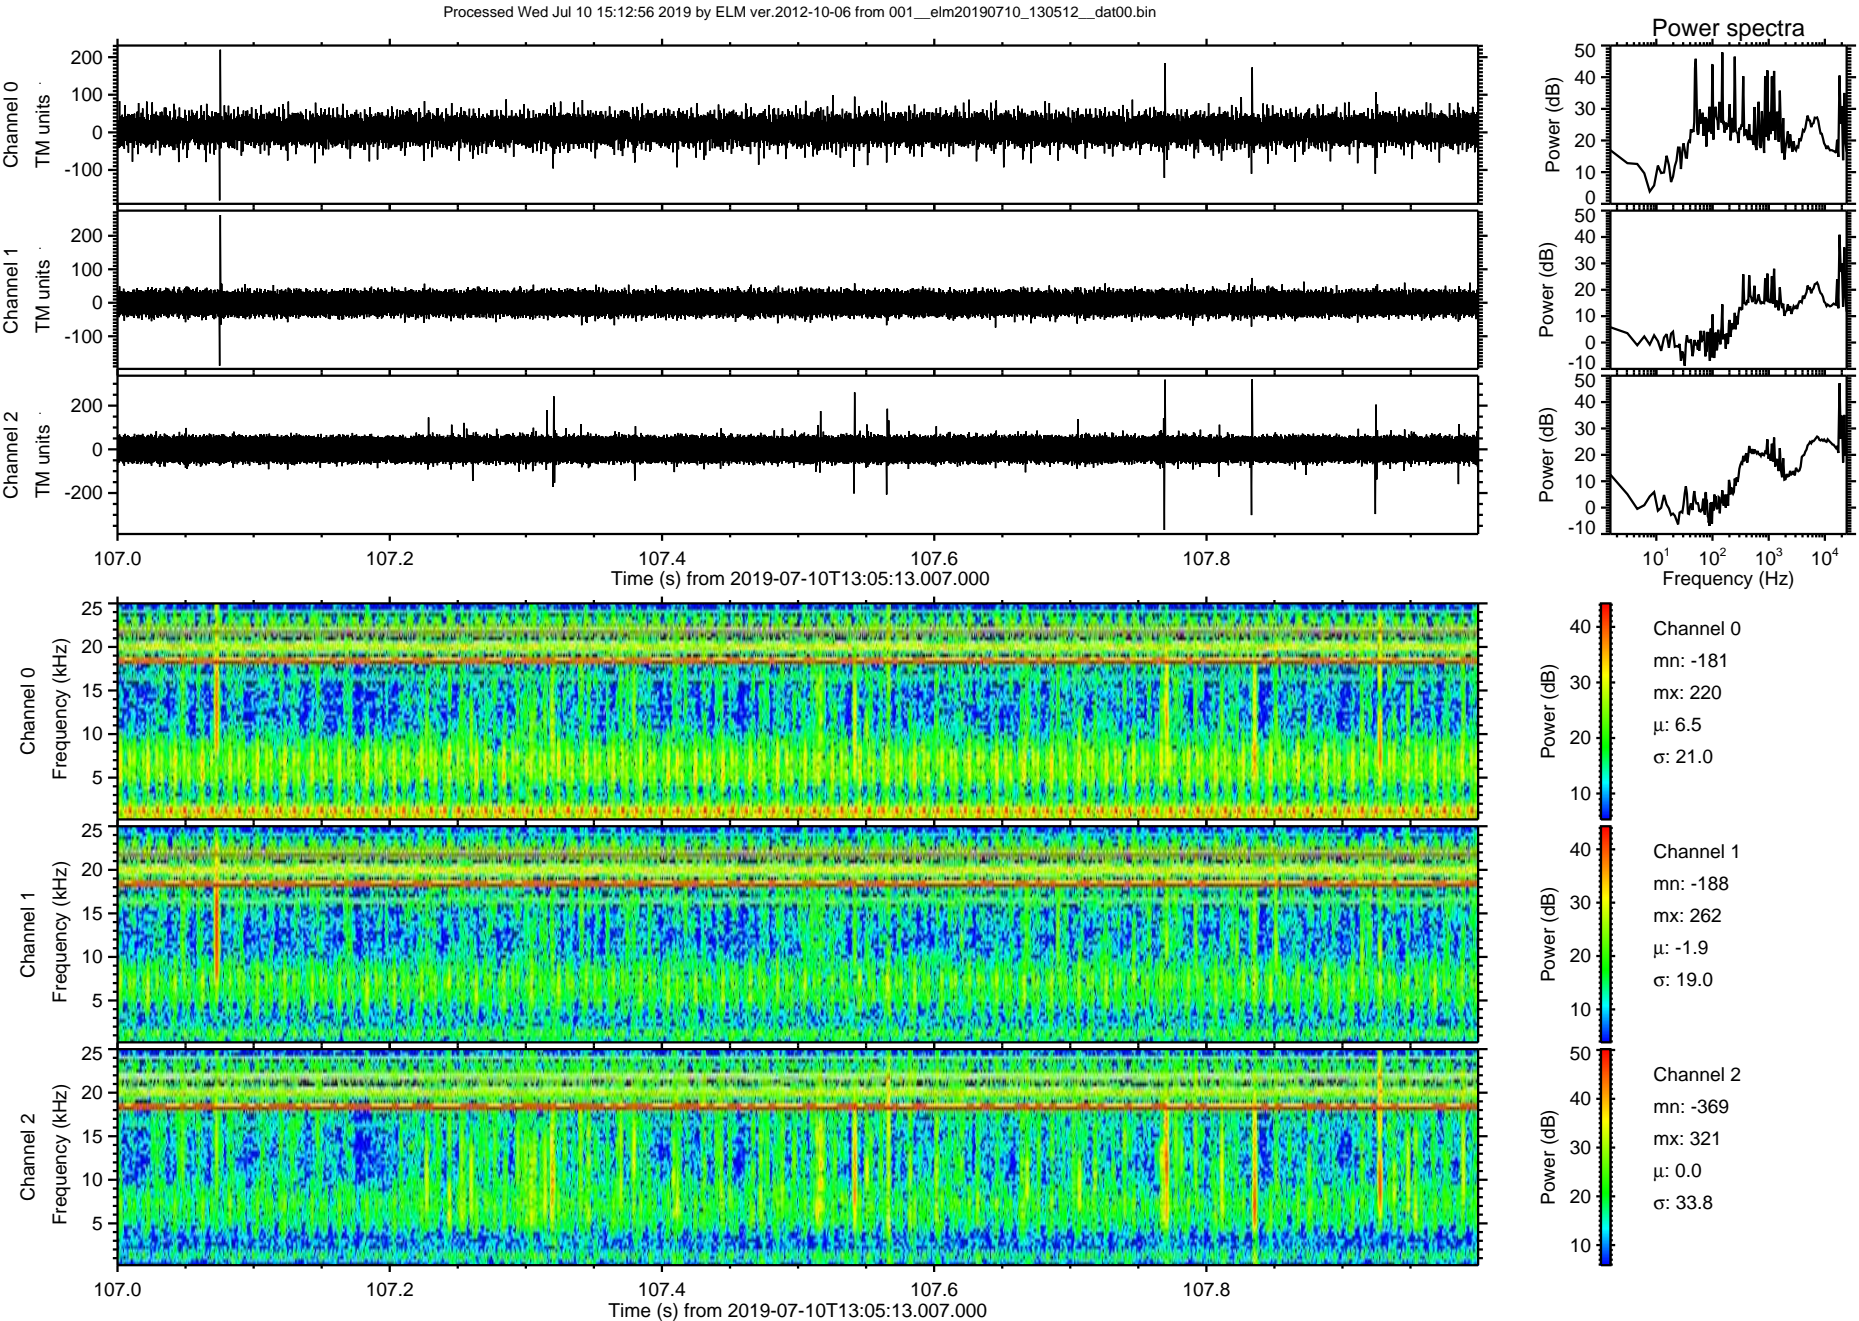 Processed Wed Jul 10 15:12:56 2019 by ELM ver.2012-10-06 from 001__elm20190710_130512__dat00.bin
Power spectra
Channel 0
TM units
200
100
0
-100
Power (dB)
50
40
30
20
10
0
Channel 1
TM units
200
100
0
-100
Power (dB)
50
40
30
20
10
0
-10
Channel 2
TM units
200
0
-200
Power (dB)
50
40
30
20
10
0
-10
107.0 107.2 107.4 107.6 107.8
Time (s) from 2019-07-10T13:05:13.007.000
10¹ 10² 10³ 10⁴
Frequency (Hz)
Channel 0
Frequency (kHz)
25
20
15
10
5
Power (dB)
40
30
20
10
Channel 0
mn: -181
mx: 220
μ: 6.5
σ: 21.0
Channel 1
Frequency (kHz)
25
20
15
10
5
Power (dB)
40
30
20
10
Channel 1
mn: -188
mx: 262
μ: -1.9
σ: 19.0
Channel 2
Frequency (kHz)
25
20
15
10
5
Power (dB)
50
40
30
20
10
Channel 2
mn: -369
mx: 321
μ: 0.0
σ: 33.8
107.0 107.2 107.4 107.6 107.8
Time (s) from 2019-07-10T13:05:13.007.000